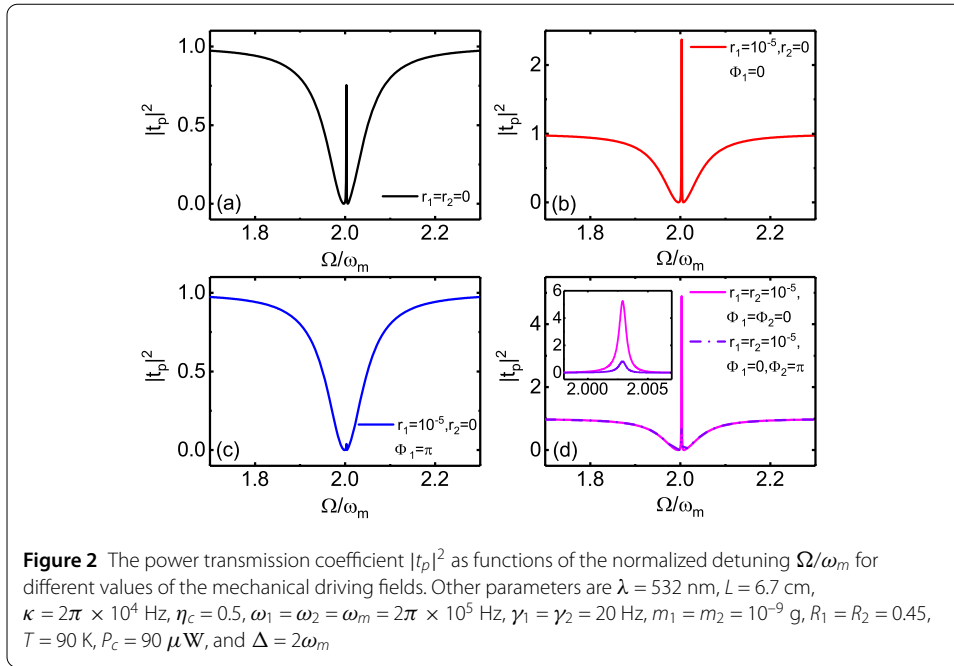 1.0
0.5
0.0
|tₚ|²
(a)
r₁=r₂=0
1.8 2.0 2.2
Ω/ωₘ
2
1
0
|tₚ|²
(b)
r₁=10⁻⁵,r₂=0
Φ₁=0
1.8 2.0 2.2
Ω/ωₘ
1.0
0.5
0.0
|tₚ|²
(c)
r₁=10⁻⁵,r₂=0
Φ₁=π
1.8 2.0 2.2
Ω/ωₘ
4
2
0
|tₚ|²
(d)
6
4
2
0
2.000 2.005
r₁=r₂=10⁻⁵,
Φ₁=Φ₂=0
r₁=r₂=10⁻⁵,
Φ₁=0,Φ₂=π
1.8 2.0 2.2
Ω/ωₘ
Figure 2 The power transmission coefficient |tₚ|² as functions of the normalized detuning Ω/ωₘ for
different values of the mechanical driving fields. Other parameters are λ = 532 nm, L = 6.7 cm,
κ = 2π × 10⁴ Hz, η_c = 0.5, ω₁ = ω₂ = ωₘ = 2π × 10⁵ Hz, γ₁ = γ₂ = 20 Hz, m₁ = m₂ = 10⁻⁹ g, R₁ = R₂ = 0.45,
T = 90 K, P_c = 90 μW, and Δ = 2ωₘ